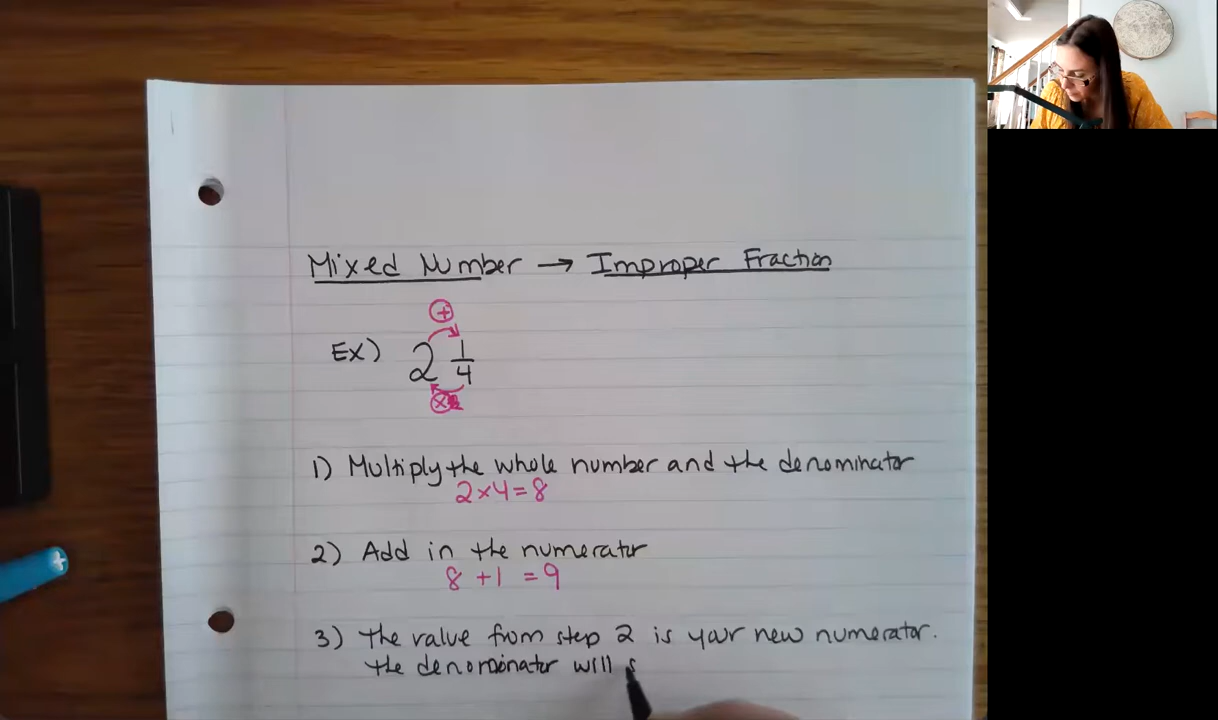 Mixed Number → Improper Fraction
+
Ex) 2 1/4
×
1) Multiply the whole number and the denominator
2×4=8
2) Add in the numerator
8 +1 = 9
3) The value from step 2 is your new numerator.
the denominator will s